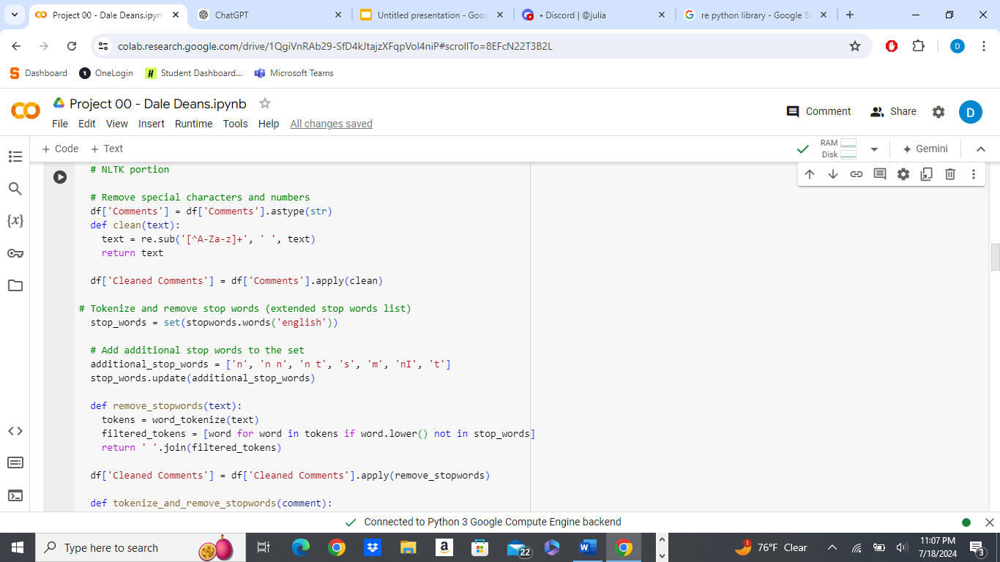 Project 00 - Dale Deans.ipyn
ChatGPT
Untitled presentation - Goog
• Discord | @julia
re python library - Google Se
colab.research.google.com/drive/1QgiVnRAb29-SfD4kJtajzXFqpVoI4niP#scrollTo=8EFcN22T3B2L
D
S Dashboard
1 OneLogin
H Student Dashboard...
Microsoft Teams
Project 00 - Dale Deans.ipynb
File Edit View Insert Runtime Tools Help All changes saved
Comment
Share
D
+ Code + Text
RAM
Disk
Gemini
{x}
# NLTK portion
# Remove special characters and numbers
df['Comments'] = df['Comments'].astype(str)
def clean(text):
text = re.sub('[^A-Za-z]+', ' ', text)
return text
df['Cleaned Comments'] = df['Comments'].apply(clean)
# Tokenize and remove stop words (extended stop words list)
stop_words = set(stopwords.words('english'))
# Add additional stop words to the set
additional_stop_words = ['n', 'n n', 'n t', 's', 'm', 'nI', 't']
stop_words.update(additional_stop_words)
def remove_stopwords(text):
tokens = word_tokenize(text)
filtered_tokens = [word for word in tokens if word.lower() not in stop_words]
return ' '.join(filtered_tokens)
df['Cleaned Comments'] = df['Cleaned Comments'].apply(remove_stopwords)
def tokenize_and_remove_stopwords(comment):
Connected to Python 3 Google Compute Engine backend
Type here to search
a
22
W
1
76°F Clear
11:07 PM
7/18/2024
3